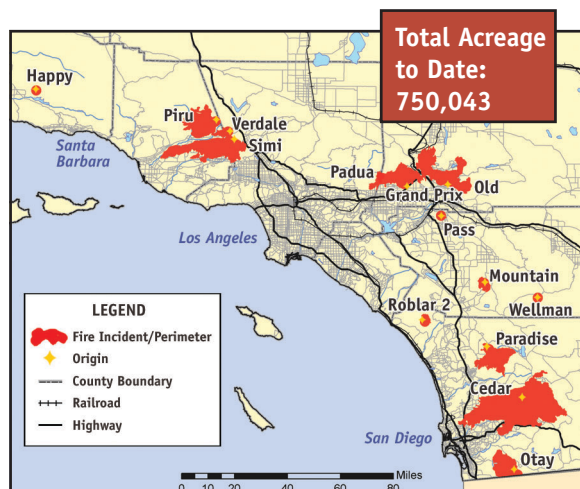 Total Acreage
to Date:
750,043
Happy
Piru
Verdale
Simi
Santa
Barbara
Padua
Old
Grand Prix
Pass
Los Angeles
Mountain
Wellman
Roblar 2
Paradise
Cedar
San Diego
Otay
LEGEND
Fire Incident/Perimeter
Origin
County Boundary
Railroad
Highway
Miles
0 5 10 20 40 60 80